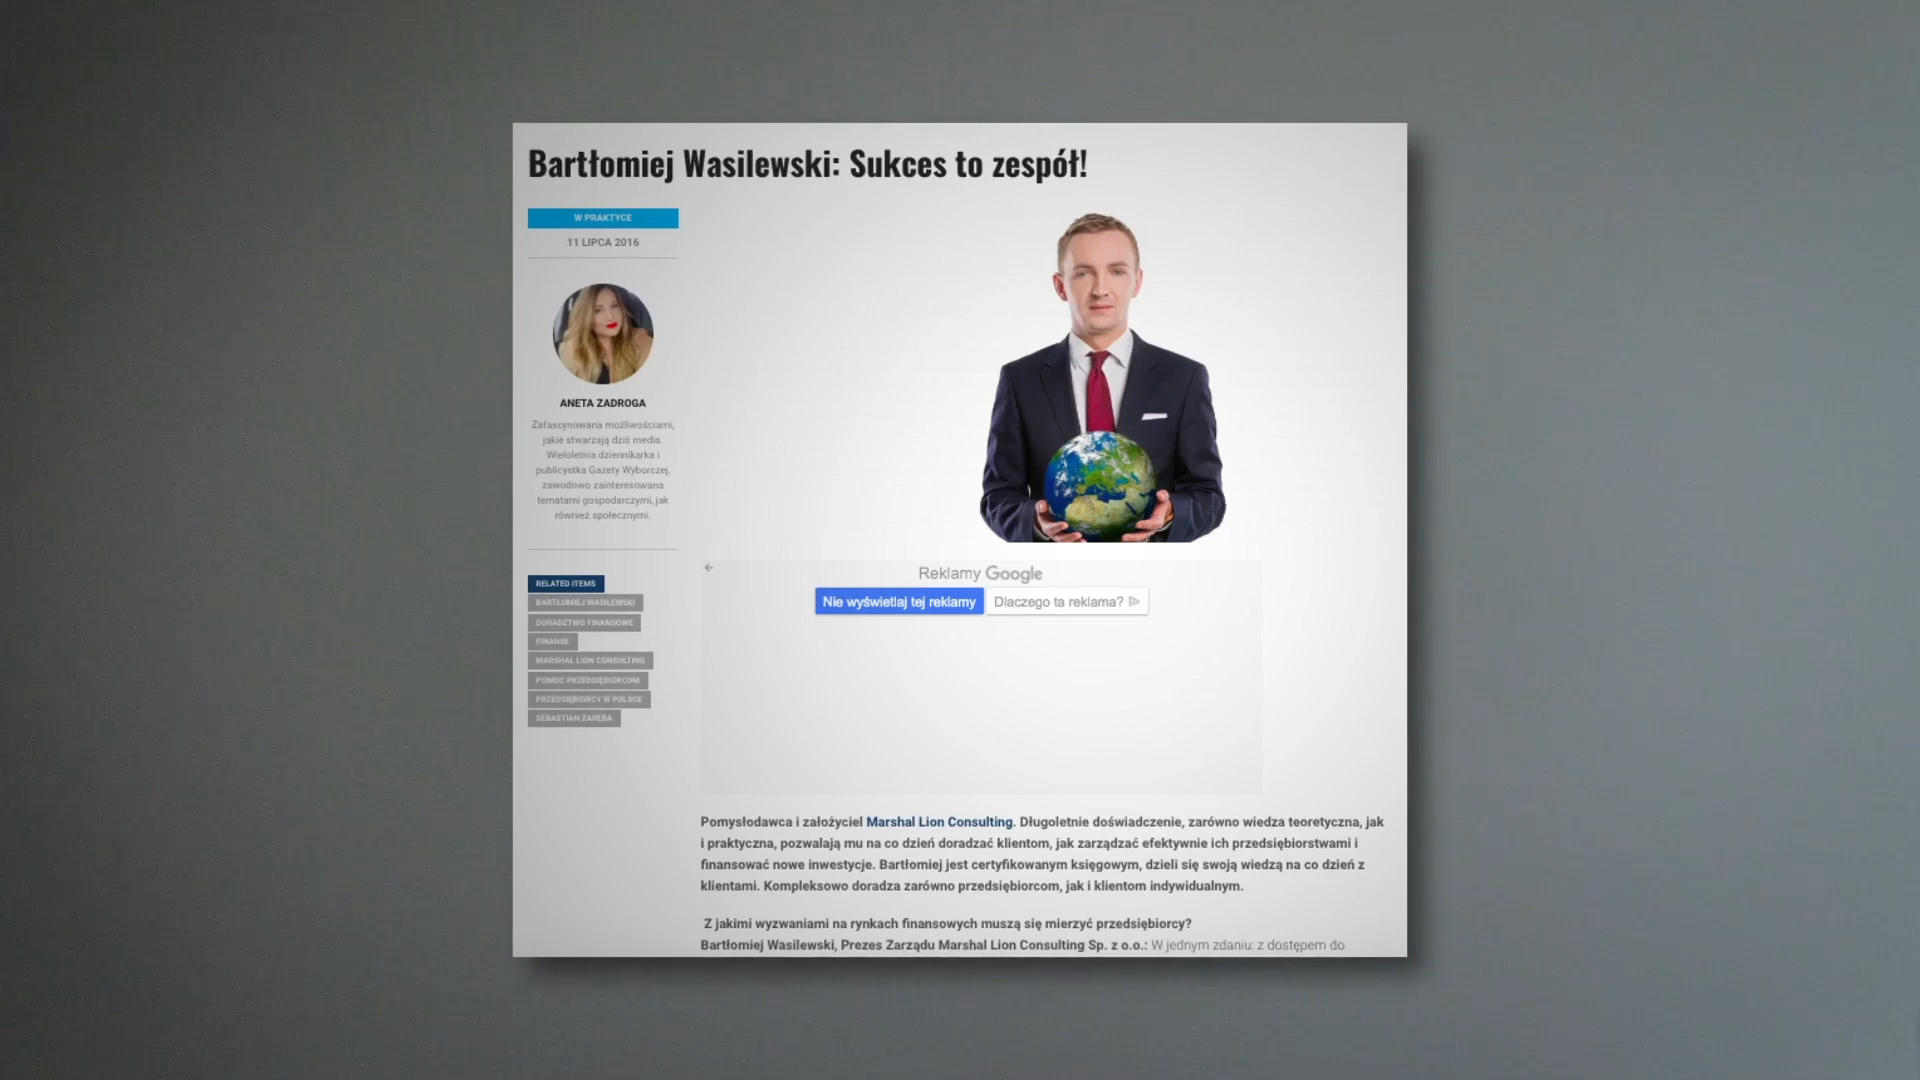 Bartłomiej Wasilewski: Sukces to zespół!
W PRAKTYCE
11 LIPCA 2016
ANETA ZADROGA
Zafascynowana możliwościami,
jakie stwarzają dziś media.
Wieloletnia dziennikarka i
publicystka Gazety Wyborczej,
zawodowo zainteresowana
tematami gospodarczymi, jak
również społecznymi.
RELATED ITEMS
BARTŁOMIEJ WASILEWSKI
DORADZTWO FINANSOWE
FINANSE
MARSHAL LION CONSULTING
POMOC PRZEDSIĘBIORCOM
PRZEDSIĘBIORCY W POLSCE
SEBASTIAN ZARĘBA
Reklamy Google
Nie wyświetlaj tej reklamy
Dlaczego ta reklama?
Pomysłodawca i założyciel Marshal Lion Consulting. Długoletnie doświadczenie, zarówno wiedza teoretyczna, jak
i praktyczna, pozwalają mu na co dzień doradzać klientom, jak zarządzać efektywnie ich przedsiębiorstwami i
finansować nowe inwestycje. Bartłomiej jest certyfikowanym księgowym, dzieli się swoją wiedzą na co dzień z
klientami. Kompleksowo doradza zarówno przedsiębiorcom, jak i klientom indywidualnym.
Z jakimi wyzwaniami na rynkach finansowych muszą się mierzyć przedsiębiorcy?
Bartłomiej Wasilewski, Prezes Zarządu Marshal Lion Consulting Sp. z o.o.: W jednym zdaniu: z dostępem do